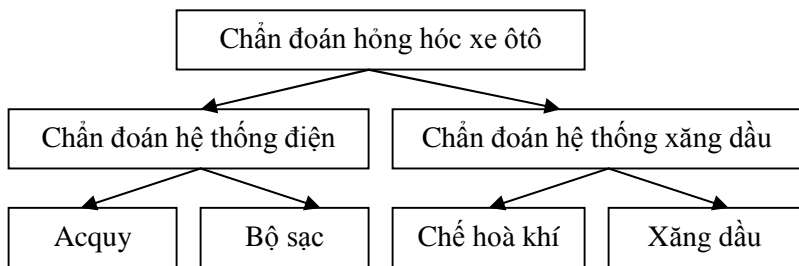 Chẩn đoán hỏng hóc xe ôtô
Chẩn đoán hệ thống điện
Chẩn đoán hệ thống xăng dầu
Acquy
Bộ sạc
Chế hoà khí
Xăng dầu